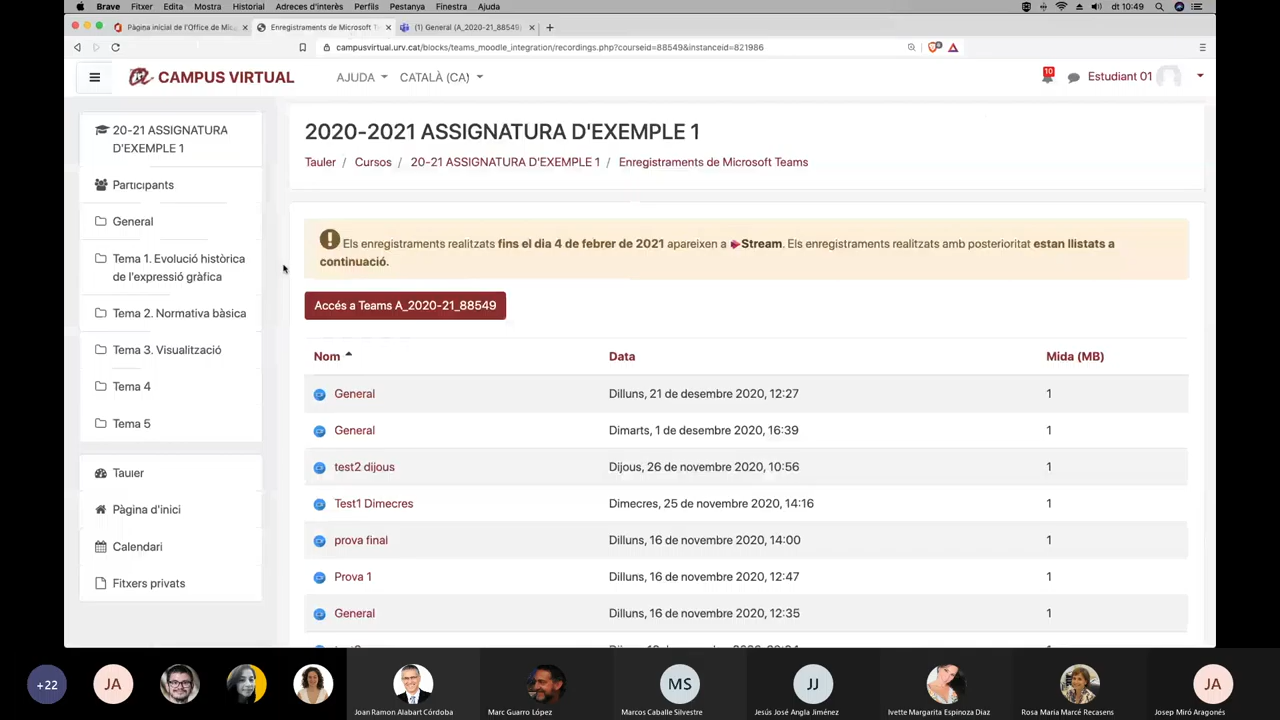 Brave Fitxer Edita Mostra Historial Adreces d'interès Perfils Pestanya Finestra Ajuda dt 10:49
Pàgina inicial de l'Office de Mic Enregistraments de Microsoft T (1) General (A_2020-21_88549)
campusvirtual.urv.cat/blocks/teams_moodle_integration/recordings.php?courseid=88549&instanceid=821986
CAMPUS VIRTUAL AJUDA CATALÀ (CA) 10 Estudiant 01
20-21 ASSIGNATURA
D'EXEMPLE 1
Participants
General
Tema 1. Evolució històrica
de l'expressió gràfica
Tema 2. Normativa bàsica
Tema 3. Visualització
Tema 4
Tema 5
Tauler
Pàgina d'inici
Calendari
Fitxers privats
2020-2021 ASSIGNATURA D'EXEMPLE 1
Tauler / Cursos / 20-21 ASSIGNATURA D'EXEMPLE 1 / Enregistraments de Microsoft Teams
Els enregistraments realitzats fins el dia 4 de febrer de 2021 apareixen a Stream. Els enregistraments realitzats amb posterioritat estan llistats a
continuació.
Accés a Teams A_2020-21_88549
Nom Data Mida (MB)
General Dilluns, 21 de desembre 2020, 12:27 1
General Dimarts, 1 de desembre 2020, 16:39 1
test2 dijous Dijous, 26 de novembre 2020, 10:56 1
Test1 Dimecres Dimecres, 25 de novembre 2020, 14:16 1
prova final Dilluns, 16 de novembre 2020, 14:00 1
Prova 1 Dilluns, 16 de novembre 2020, 12:47 1
General Dilluns, 16 de novembre 2020, 12:35 1
+22 JA MS JJ JA
Joan Ramon Alabart Córdoba Marc Guarro López Marcos Caballe Silvestre Jesús José Angla Jiménez Ivette Margarita Espinoza Diaz Rosa Maria Marcé Recasens Josep Miró Aragonés